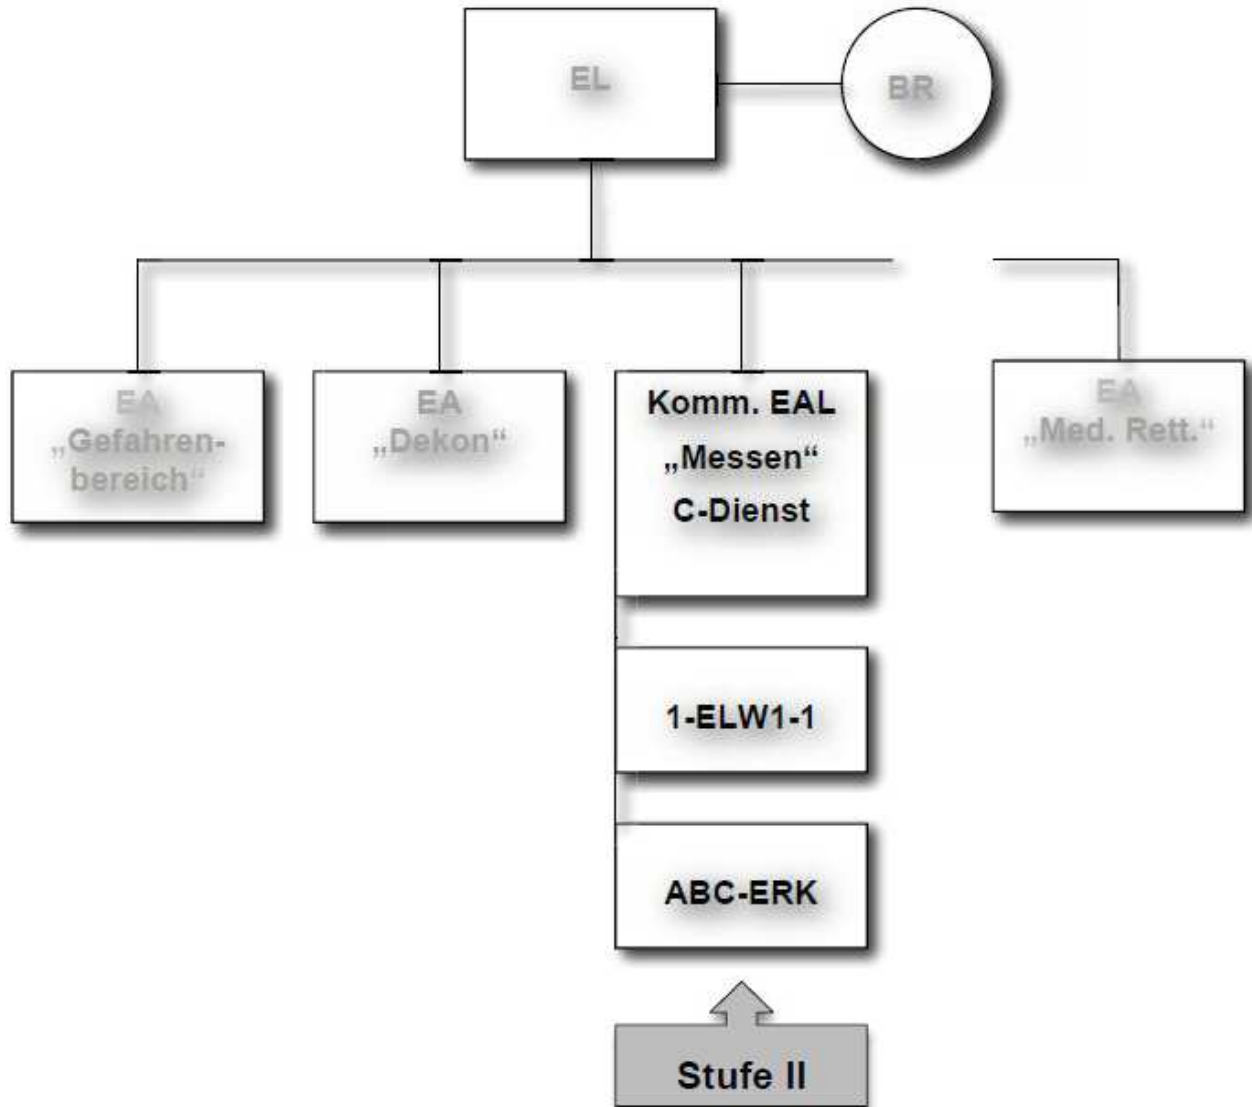 EL
BR
EA
„Gefahren-
bereich“
EA
„Dekon“
Komm. EAL
„Messen“
C-Dienst
EA
„Med. Rett.“
1-ELW1-1
ABC-ERK
Stufe II